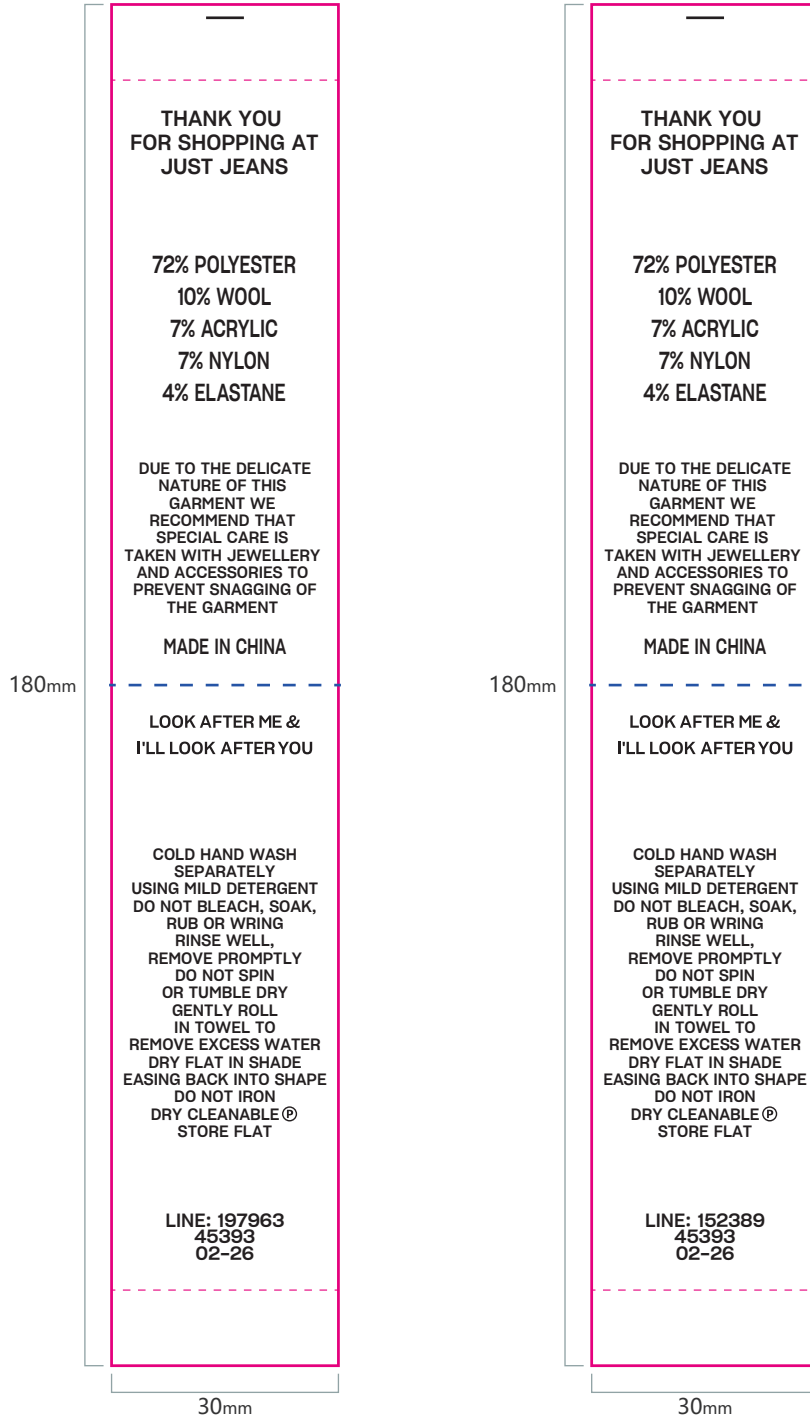 THANK YOU
FOR SHOPPING AT
JUST JEANS
72% POLYESTER
10% WOOL
7% ACRYLIC
7% NYLON
4% ELASTANE
DUE TO THE DELICATE
NATURE OF THIS
GARMENT WE
RECOMMEND THAT
SPECIAL CARE IS
TAKEN WITH JEWELLERY
AND ACCESSORIES TO
PREVENT SNAGGING OF
THE GARMENT
MADE IN CHINA
180mm
LOOK AFTER ME &
I'LL LOOK AFTER YOU
COLD HAND WASH
SEPARATELY
USING MILD DETERGENT
DO NOT BLEACH, SOAK,
RUB OR WRING
RINSE WELL,
REMOVE PROMPTLY
DO NOT SPIN
OR TUMBLE DRY
GENTLY ROLL
IN TOWEL TO
REMOVE EXCESS WATER
DRY FLAT IN SHADE
EASING BACK INTO SHAPE
DO NOT IRON
DRY CLEANABLE Ⓟ
STORE FLAT
LINE: 197963
45393
02-26
30mm
THANK YOU
FOR SHOPPING AT
JUST JEANS
72% POLYESTER
10% WOOL
7% ACRYLIC
7% NYLON
4% ELASTANE
DUE TO THE DELICATE
NATURE OF THIS
GARMENT WE
RECOMMEND THAT
SPECIAL CARE IS
TAKEN WITH JEWELLERY
AND ACCESSORIES TO
PREVENT SNAGGING OF
THE GARMENT
MADE IN CHINA
180mm
LOOK AFTER ME &
I'LL LOOK AFTER YOU
COLD HAND WASH
SEPARATELY
USING MILD DETERGENT
DO NOT BLEACH, SOAK,
RUB OR WRING
RINSE WELL,
REMOVE PROMPTLY
DO NOT SPIN
OR TUMBLE DRY
GENTLY ROLL
IN TOWEL TO
REMOVE EXCESS WATER
DRY FLAT IN SHADE
EASING BACK INTO SHAPE
DO NOT IRON
DRY CLEANABLE Ⓟ
STORE FLAT
LINE: 152389
45393
02-26
30mm